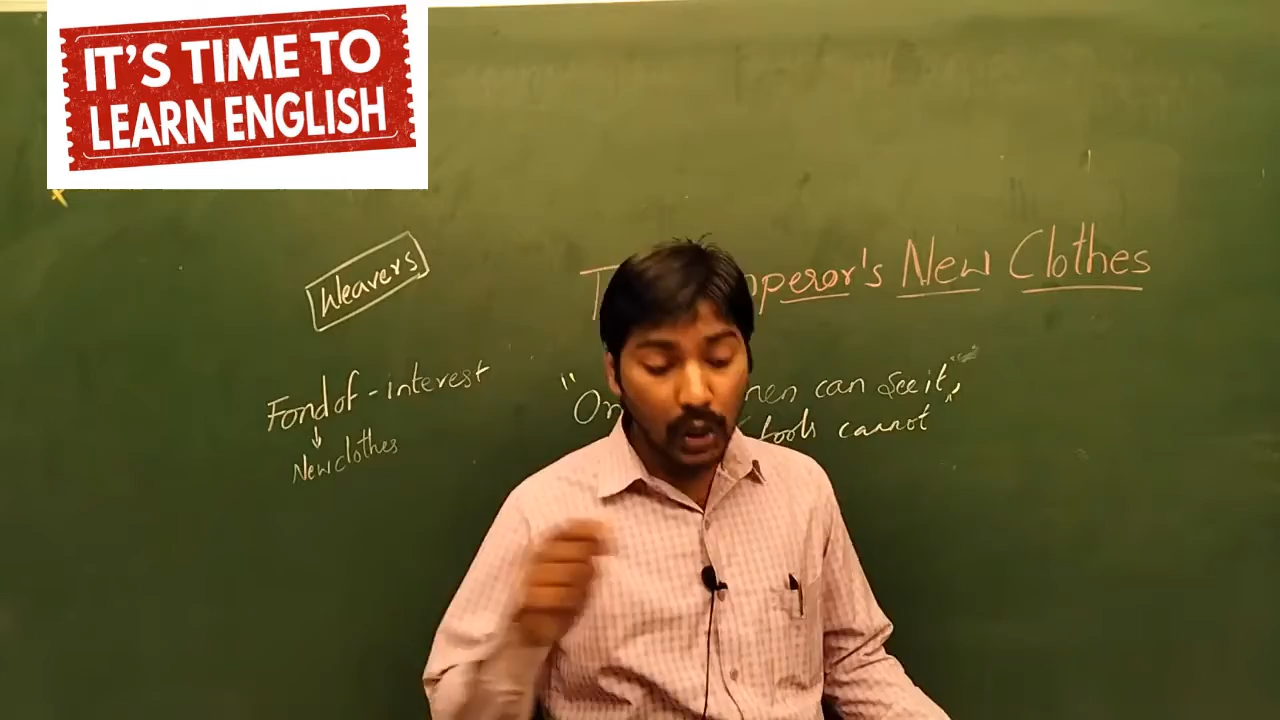 IT'S TIME TO
LEARN ENGLISH
Weavers
Emperor's New Clothes
Fond of - interest
New clothes
"On men can see it,
fools cannot"